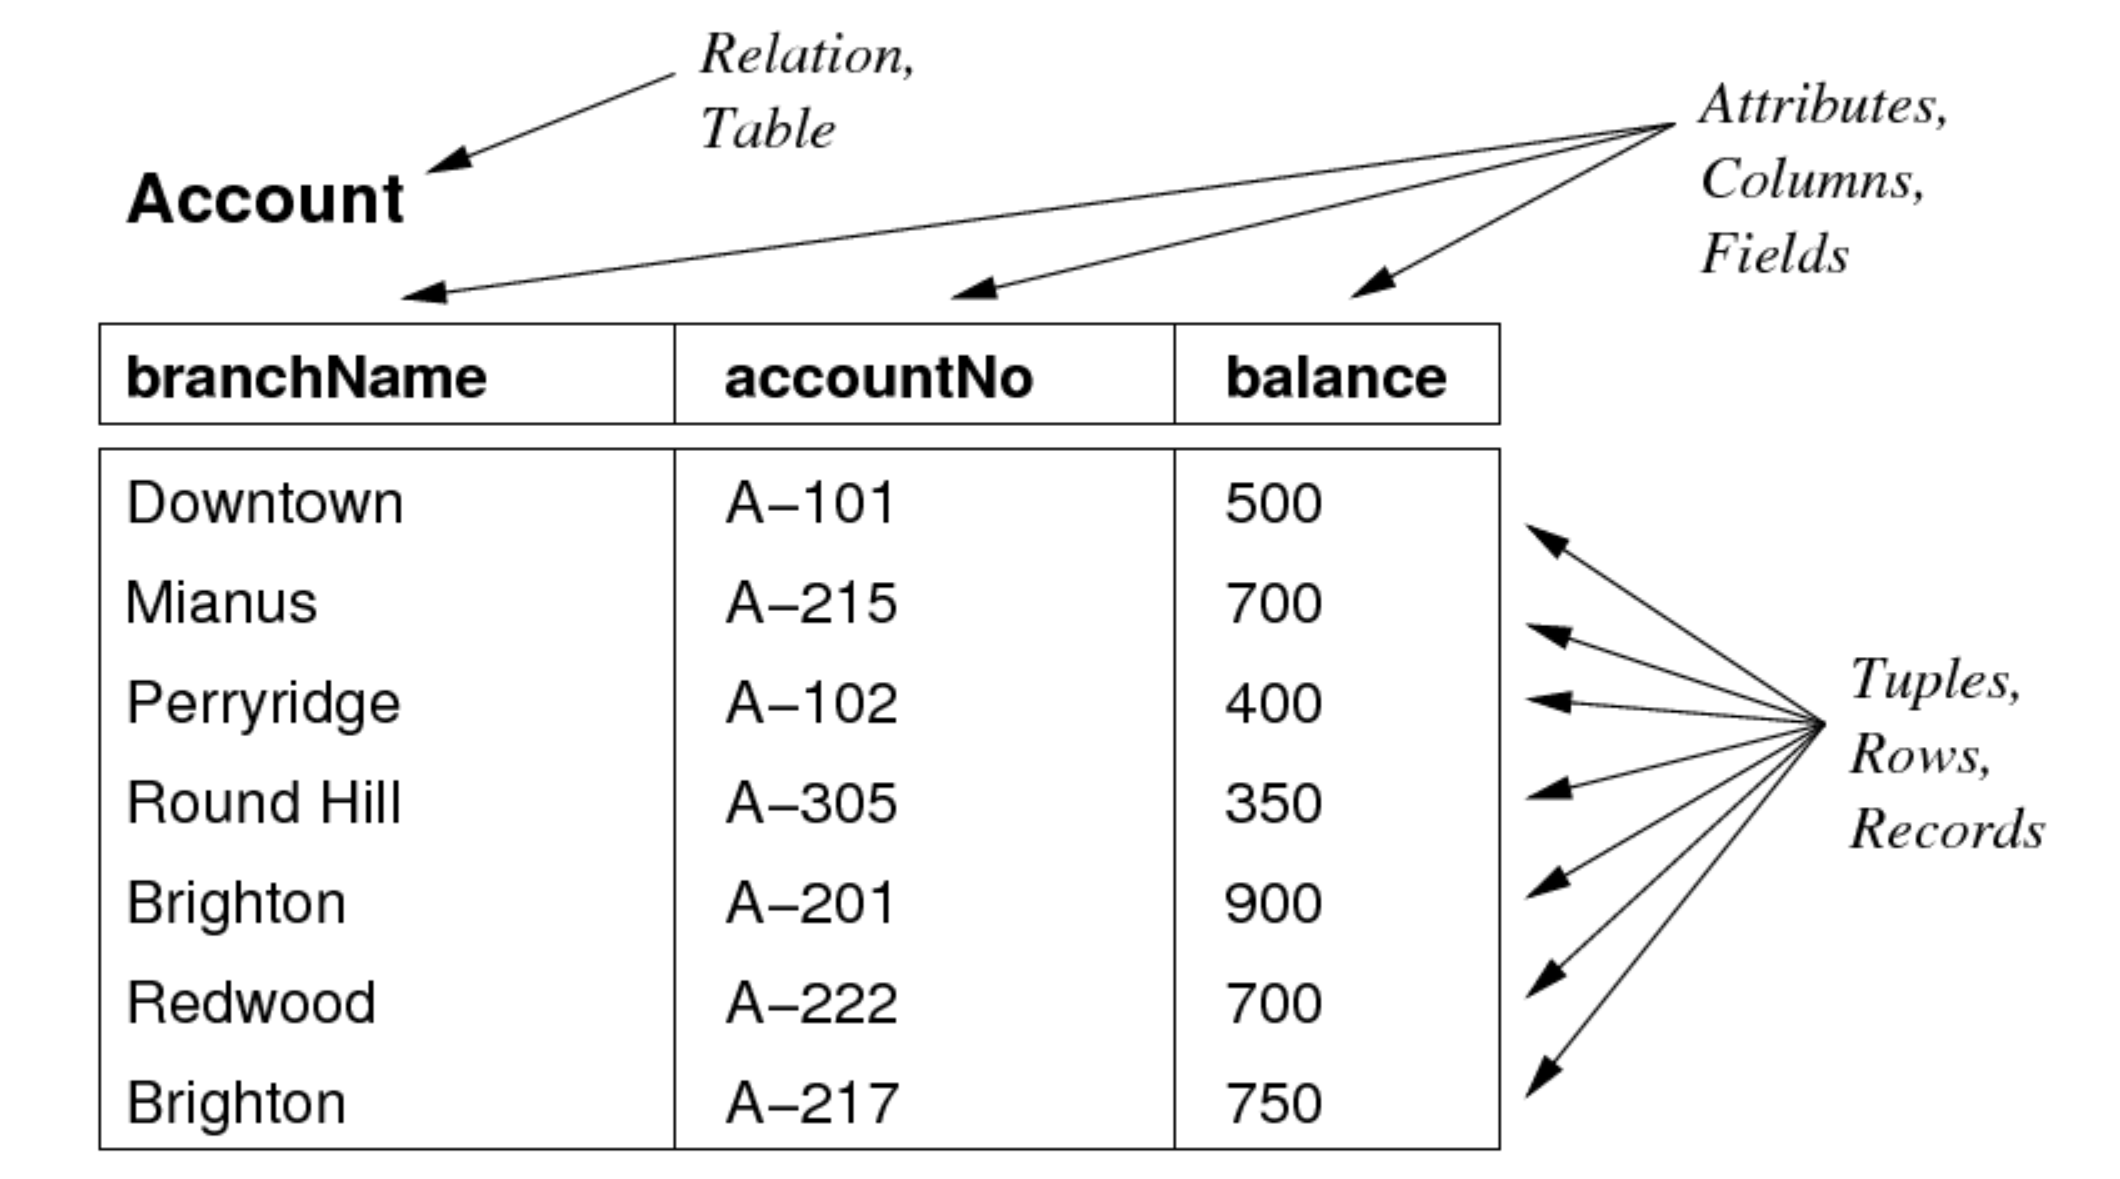 Relation,
Table
Attributes,
Columns,
Fields
Account
branchName accountNo balance
Downtown A–101 500
Mianus A–215 700
Perryridge A–102 400
Round Hill A–305 350
Brighton A–201 900
Redwood A–222 700
Brighton A–217 750
Tuples,
Rows,
Records